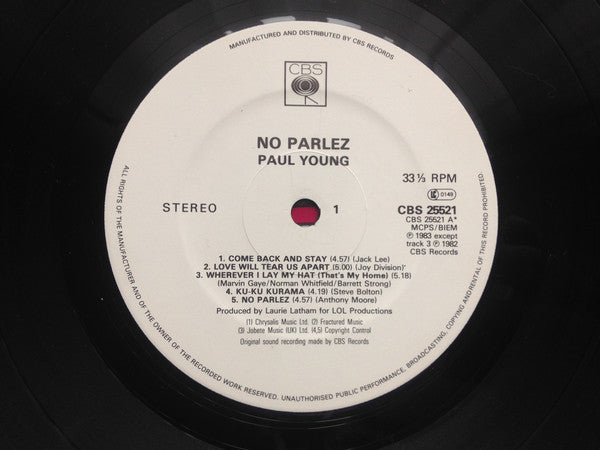 MANUFACTURED AND DISTRIBUTED BY CBS RECORDS
CBS
NO PARLEZ
PAUL YOUNG
33⅓ RPM
0149
STEREO
1
CBS 25521
CBS 25521 A*
MCPS/BIEM
℗ 1983 except
track 3 ℗ 1982
CBS Records
1. COME BACK AND STAY (4.57) (Jack Lee)
2. LOVE WILL TEAR US APART (5.00) (Joy Division)
3. WHEREVER I LAY MY HAT (That's My Home) (5.18)
(Marvin Gaye/Norman Whitfield/Barrett Strong)
4. KU-KU KURAMA (4.19) (Steve Bolton)
5. NO PARLEZ (4.57) (Anthony Moore)
Produced by Laurie Latham for LOL Productions
(1) Chrysalis Music Ltd. (2) Fractured Music
(3) Jobete Music (UK) Ltd. (4,5) Copyright Control
Original sound recording made by CBS Records
ALL RIGHTS OF THE MANUFACTURER AND OF THE OWNER OF THE RECORDED WORK RESERVED. UNAUTHORISED PUBLIC PERFORMANCE, BROADCASTING, COPYING AND RENTAL OF THIS RECORD PROHIBITED.